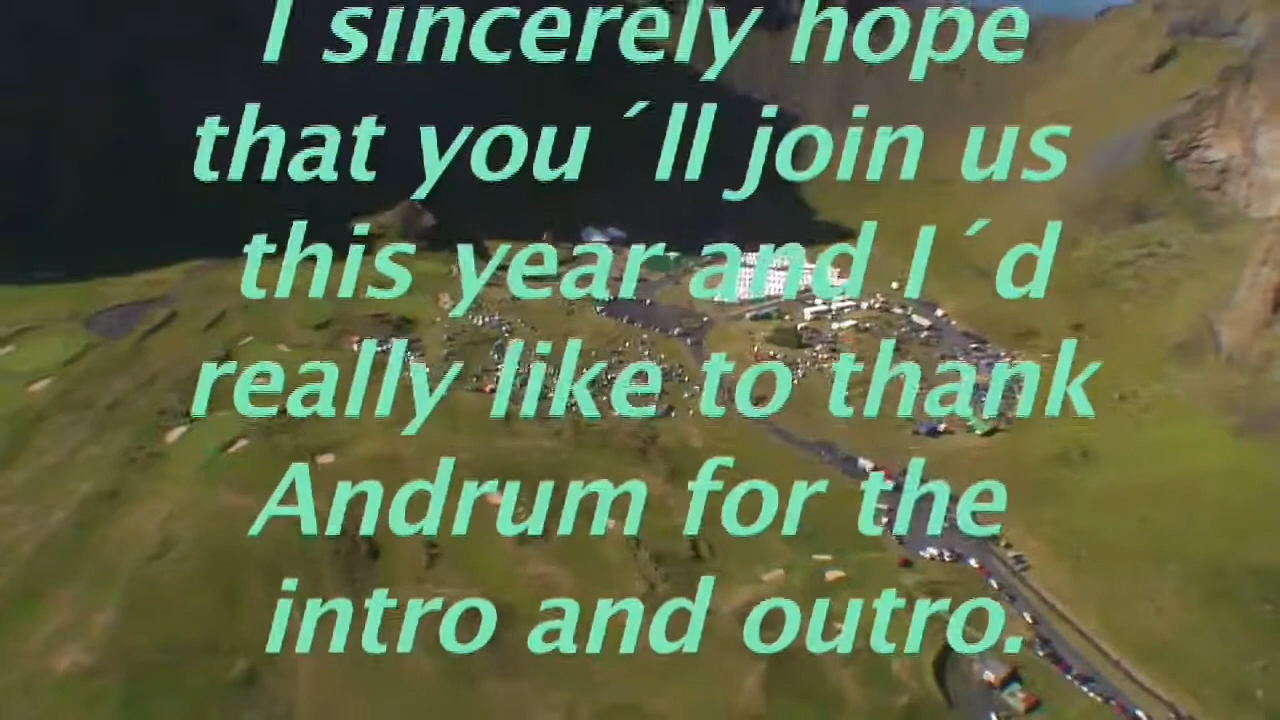 I sincerely hope
that you´ll join us
this year and I´d
really like to thank
Andrum for the
intro and outro.